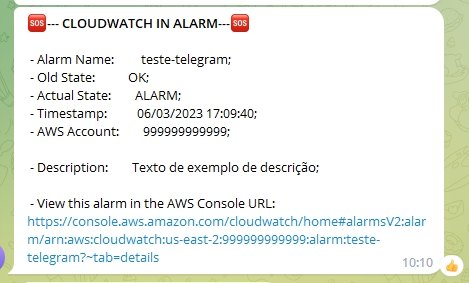 🆘--- CLOUDWATCH IN ALARM---🆘
- Alarm Name: teste-telegram;
- Old State: OK;
- Actual State: ALARM;
- Timestamp: 06/03/2023 17:09:40;
- AWS Account: 999999999999;
- Description: Texto de exemplo de descrição;
- View this alarm in the AWS Console URL:
https://console.aws.amazon.com/cloudwatch/home#alarmsV2:alar
m/arn:aws:cloudwatch:us-east-2:999999999999:alarm:teste-
telegram?~tab=details
10:10